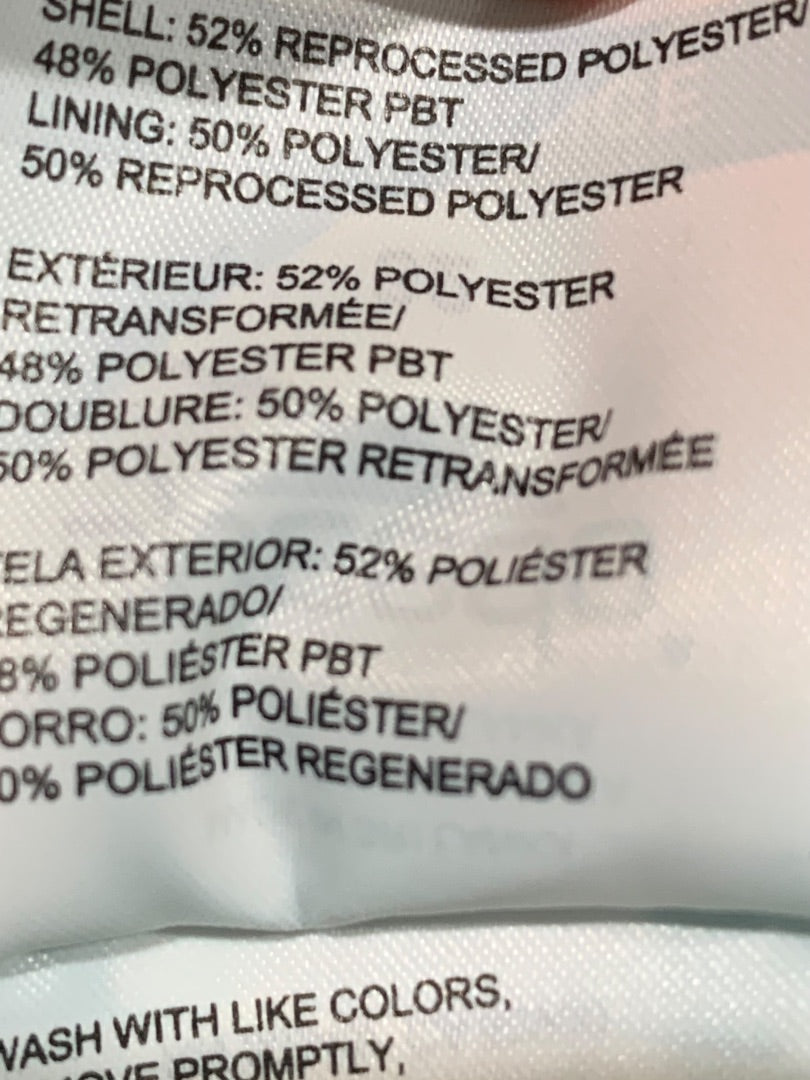 SHELL: 52% REPROCESSED POLYESTER/
48% POLYESTER PBT
LINING: 50% POLYESTER/
50% REPROCESSED POLYESTER
EXTÉRIEUR: 52% POLYESTER
RETRANSFORMÉE/
48% POLYESTER PBT
DOUBLURE: 50% POLYESTER/
50% POLYESTER RETRANSFORMÉE
ELA EXTERIOR: 52% POLIÉSTER
REGENERADO/
8% POLIÉSTER PBT
ORRO: 50% POLIÉSTER/
0% POLIÉSTER REGENERADO
WASH WITH LIKE COLORS,
OVE PROMPTLY,